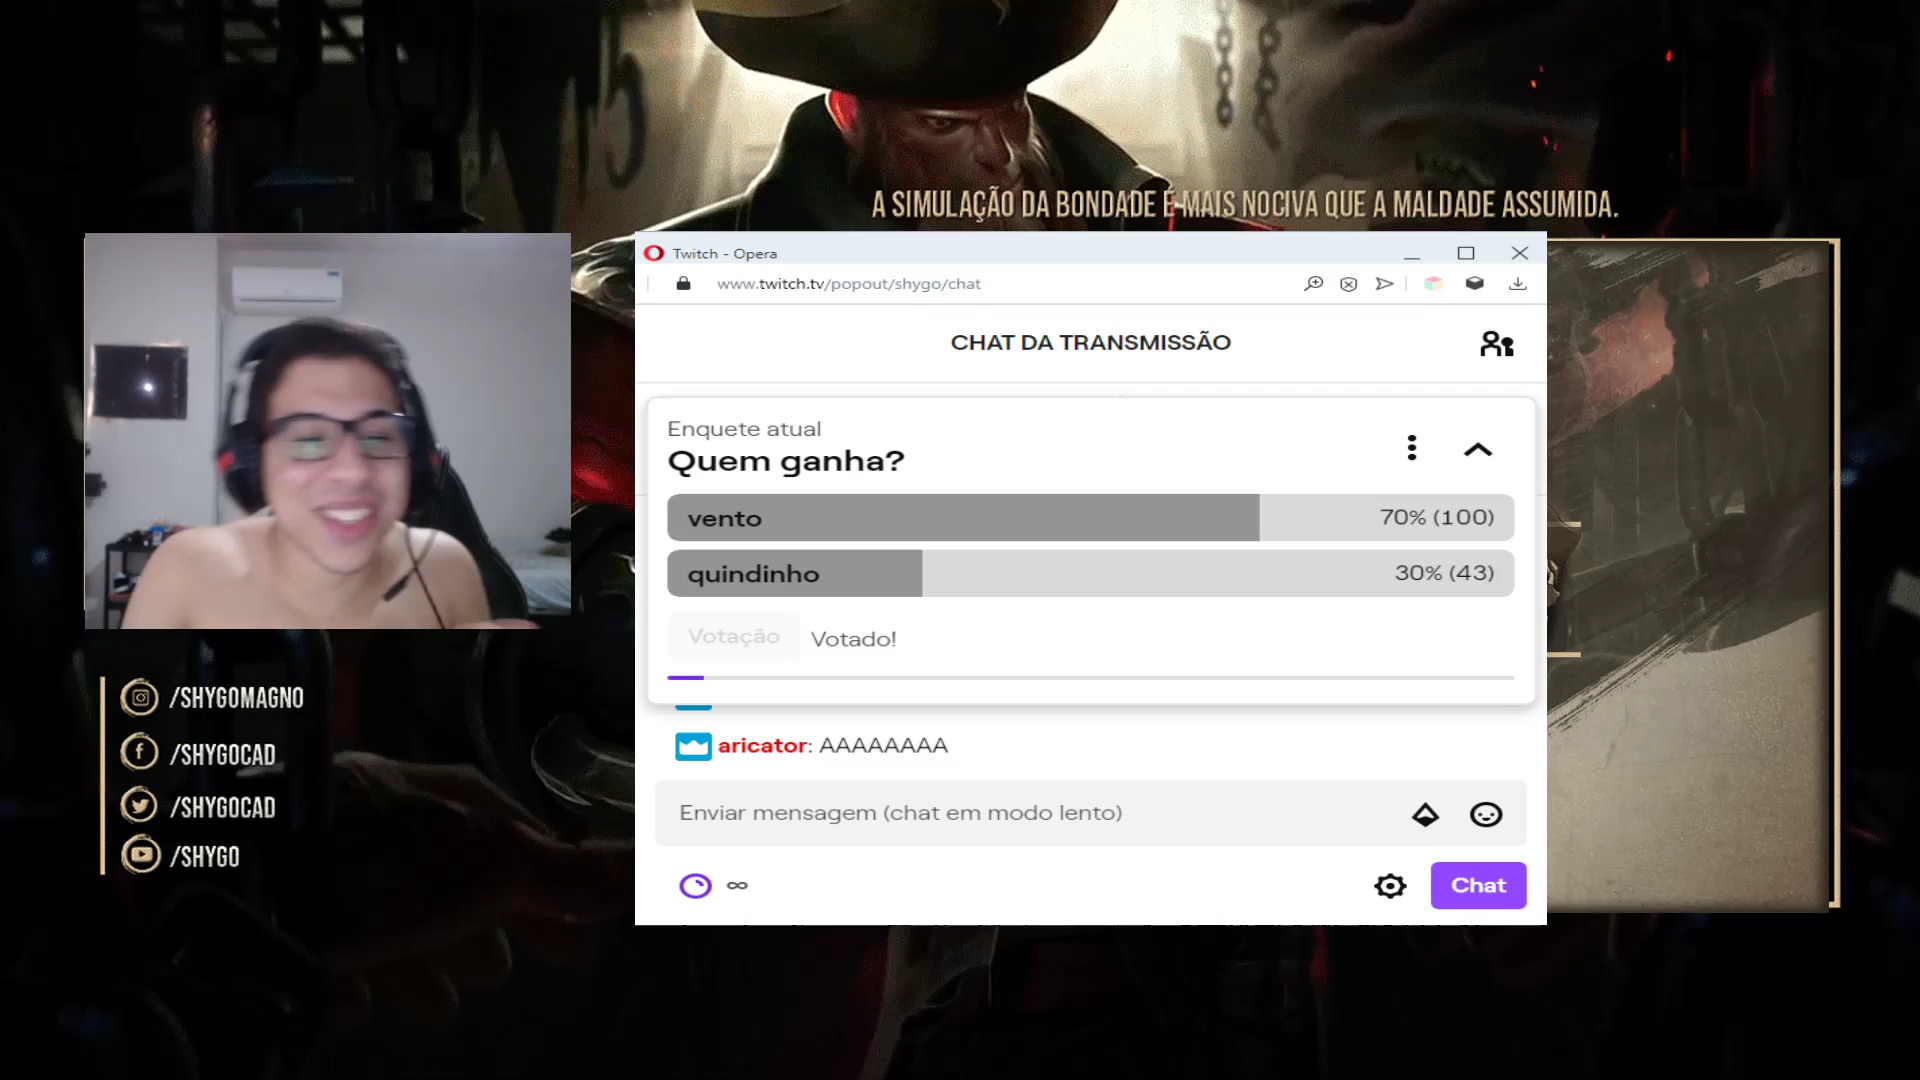 A SIMULAÇÃO DA BONDADE É MAIS NOCIVA QUE A MALDADE ASSUMIDA.
Twitch - Opera
www.twitch.tv/popout/shygo/chat
CHAT DA TRANSMISSÃO
Enquete atual
Quem ganha?
vento 70% (100)
quindinho 30% (43)
Votação Votado!
aricator: AAAAAAAA
Enviar mensagem (chat em modo lento)
Chat
/SHYGOMAGNO
/SHYGOCAD
/SHYGOCAD
/SHYGO